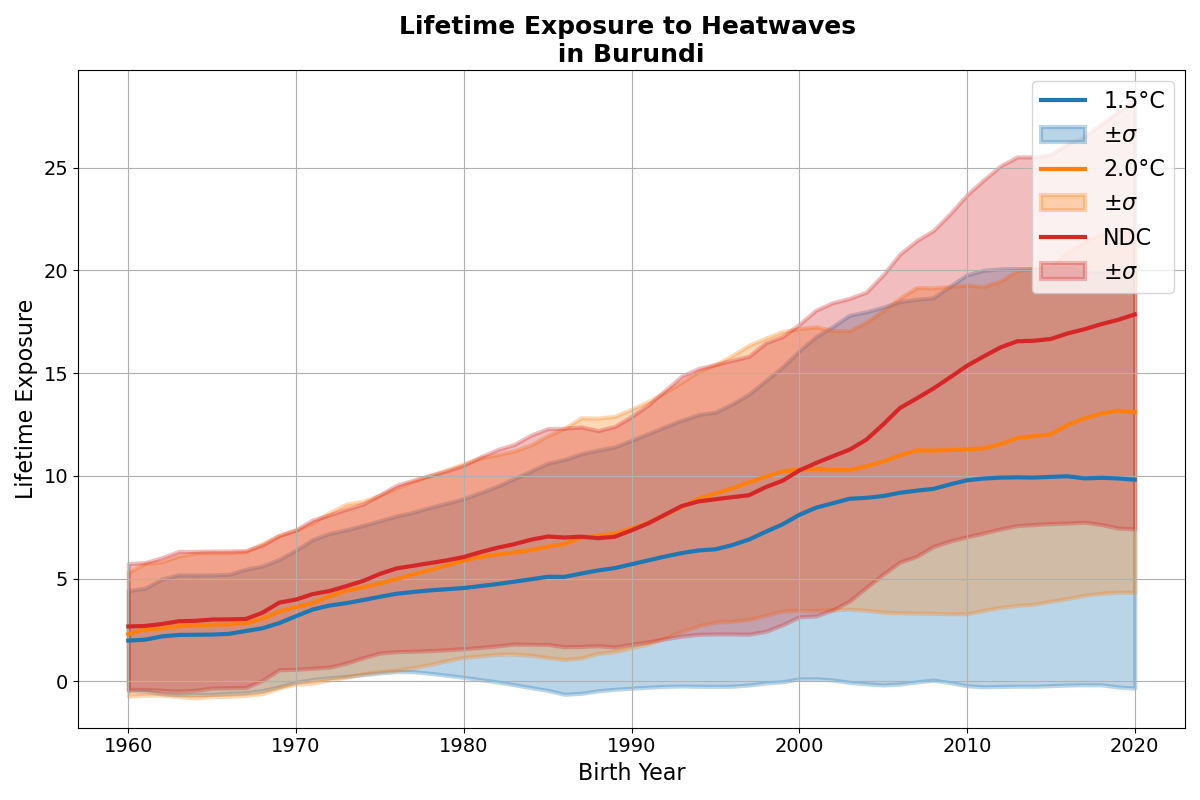 Lifetime Exposure to Heatwaves
in Burundi
Lifetime Exposure
25
20
15
10
5
0
1960
1970
1980
1990
2000
2010
2020
Birth Year
1.5°C
±σ
2.0°C
±σ
NDC
±σ